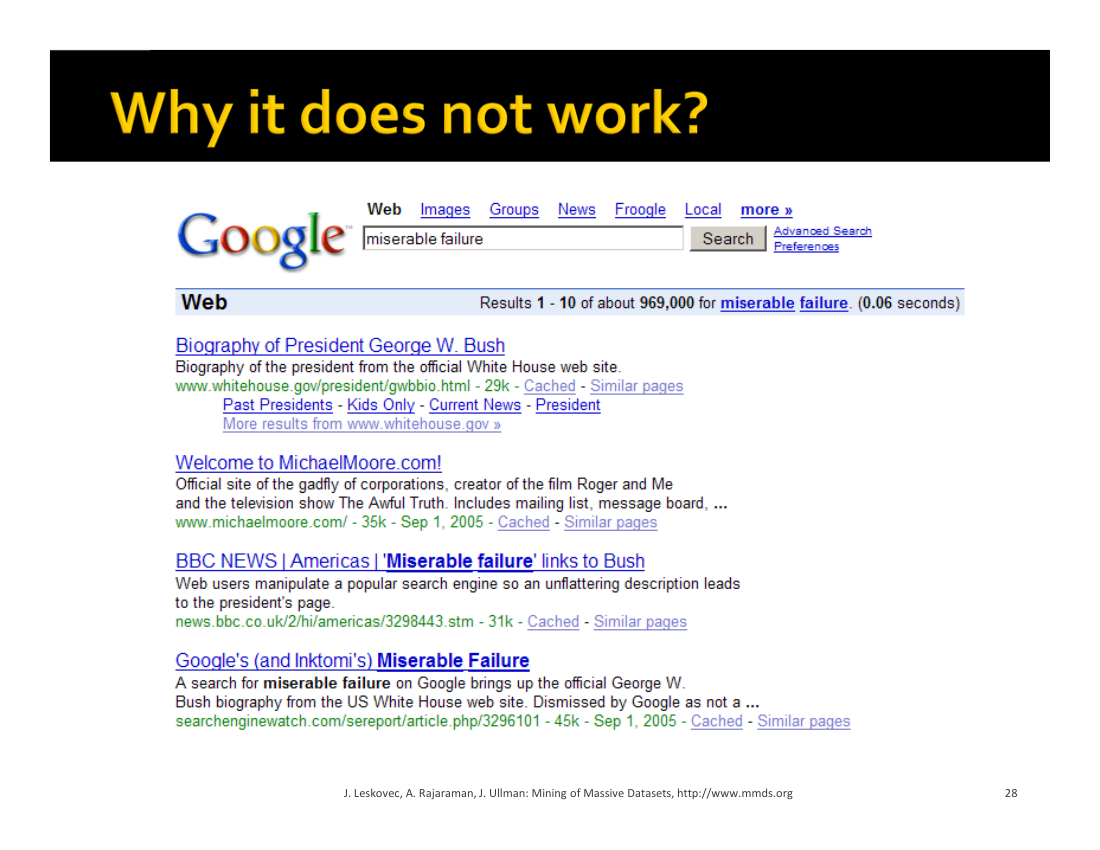 Why it does not work?
Web Images Groups News Froogle Local more »
Google™
miserable failure
Search
Advanced Search
Preferences
Web Results 1 - 10 of about 969,000 for miserable failure. (0.06 seconds)
Biography of President George W. Bush
Biography of the president from the official White House web site.
www.whitehouse.gov/president/gwbbio.html - 29k - Cached - Similar pages
Past Presidents - Kids Only - Current News - President
More results from www.whitehouse.gov »
Welcome to MichaelMoore.com!
Official site of the gadfly of corporations, creator of the film Roger and Me
and the television show The Awful Truth. Includes mailing list, message board, ...
www.michaelmoore.com/ - 35k - Sep 1, 2005 - Cached - Similar pages
BBC NEWS | Americas | 'Miserable failure' links to Bush
Web users manipulate a popular search engine so an unflattering description leads
to the president's page.
news.bbc.co.uk/2/hi/americas/3298443.stm - 31k - Cached - Similar pages
Google's (and Inktomi's) Miserable Failure
A search for miserable failure on Google brings up the official George W.
Bush biography from the US White House web site. Dismissed by Google as not a ...
searchenginewatch.com/sereport/article.php/3296101 - 45k - Sep 1, 2005 - Cached - Similar pages
J. Leskovec, A. Rajaraman, J. Ullman: Mining of Massive Datasets, http://www.mmds.org
28